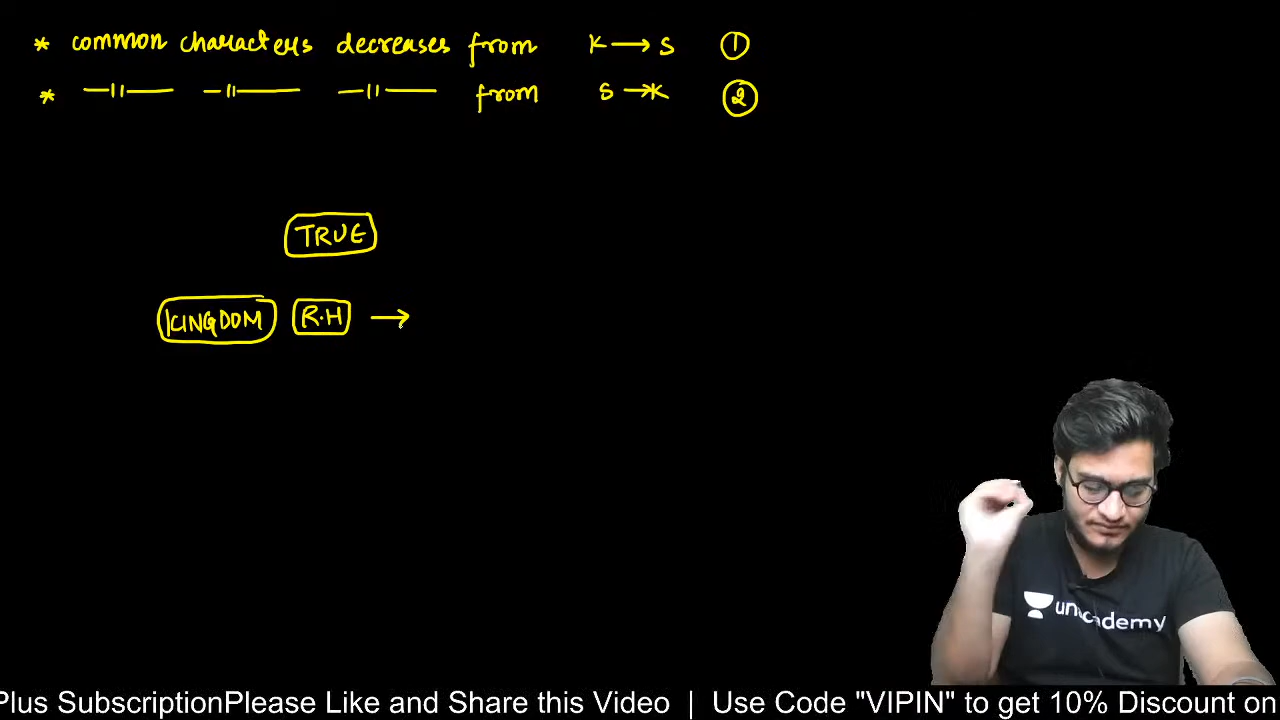 * common characters decreases from K → S ①
* —||— —||— —||— from S → K ②
TRUE
KINGDOM R.H →
unacademy
Plus SubscriptionPlease Like and Share this Video | Use Code "VIPIN" to get 10% Discount on